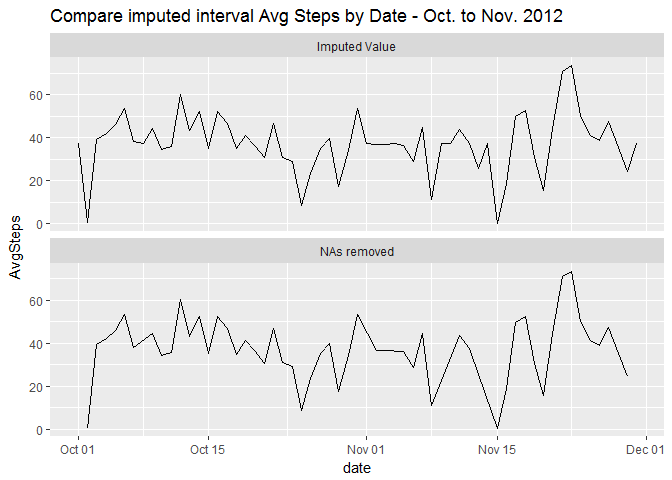 Compare imputed interval Avg Steps by Date - Oct. to Nov. 2012
Imputed Value
60
40
20
0
AvgSteps
NAs removed
60
40
20
0
Oct 01
Oct 15
Nov 01
Nov 15
Dec 01
date